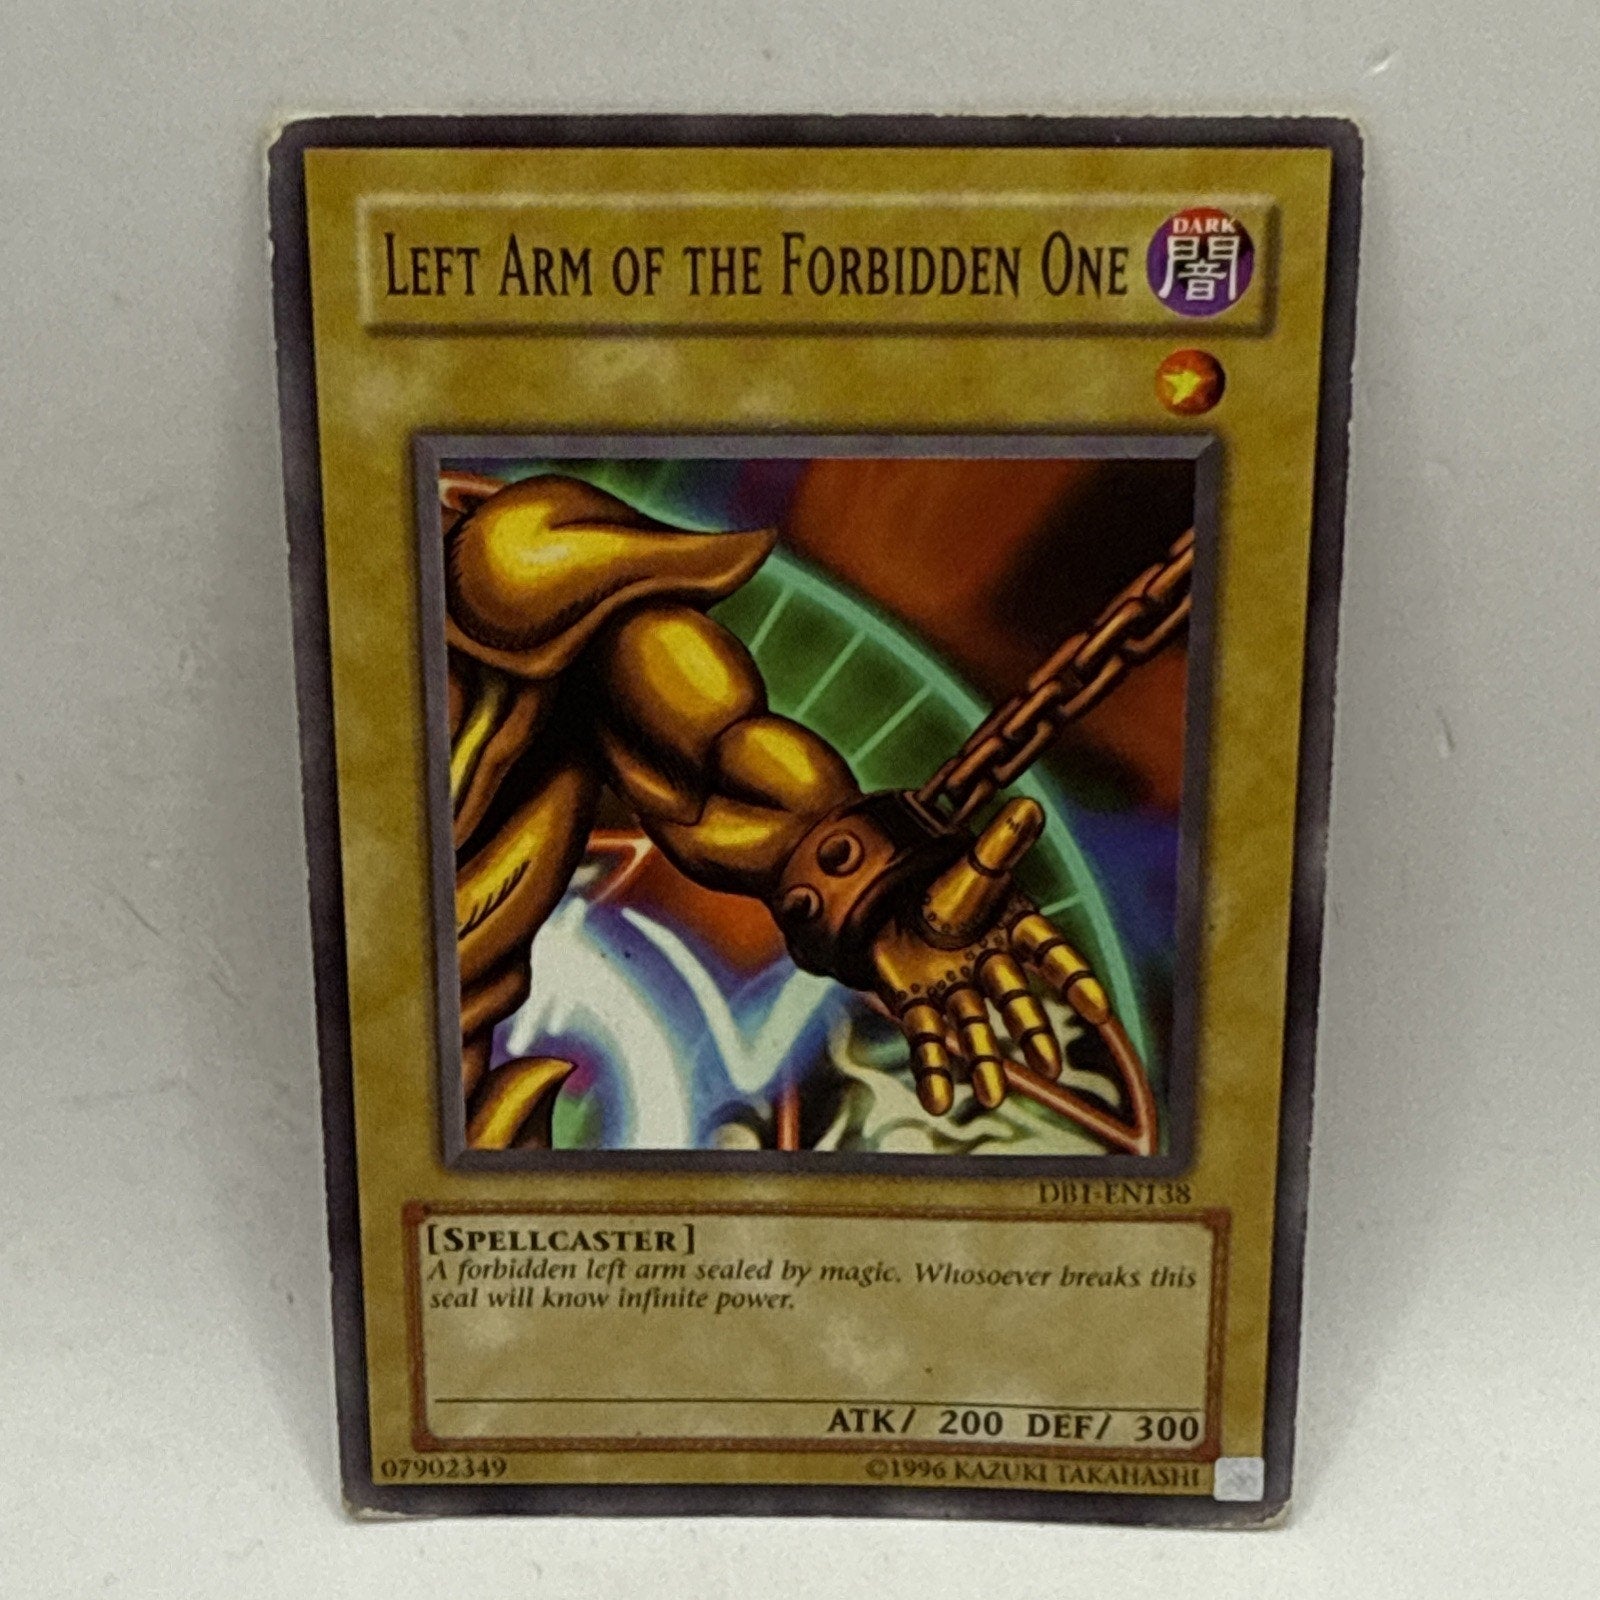 LEFT ARM OF THE FORBIDDEN ONE
DARK
闇
DB1-EN138
[SPELLCASTER]
A forbidden left arm sealed by magic. Whosoever breaks this
seal will know infinite power.
ATK/ 200 DEF/ 300
07902349
©1996 KAZUKI TAKAHASHI